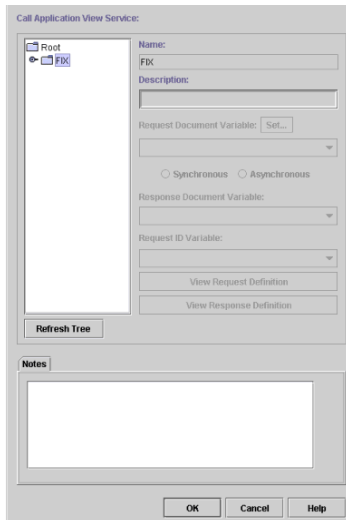 Call Application View Service:
Root
FIX
Name:
FIX
Description:
Request Document Variable: Set...
Synchronous Asynchronous
Response Document Variable:
Request ID Variable:
View Request Definition
View Response Definition
Refresh Tree
Notes
OK Cancel Help